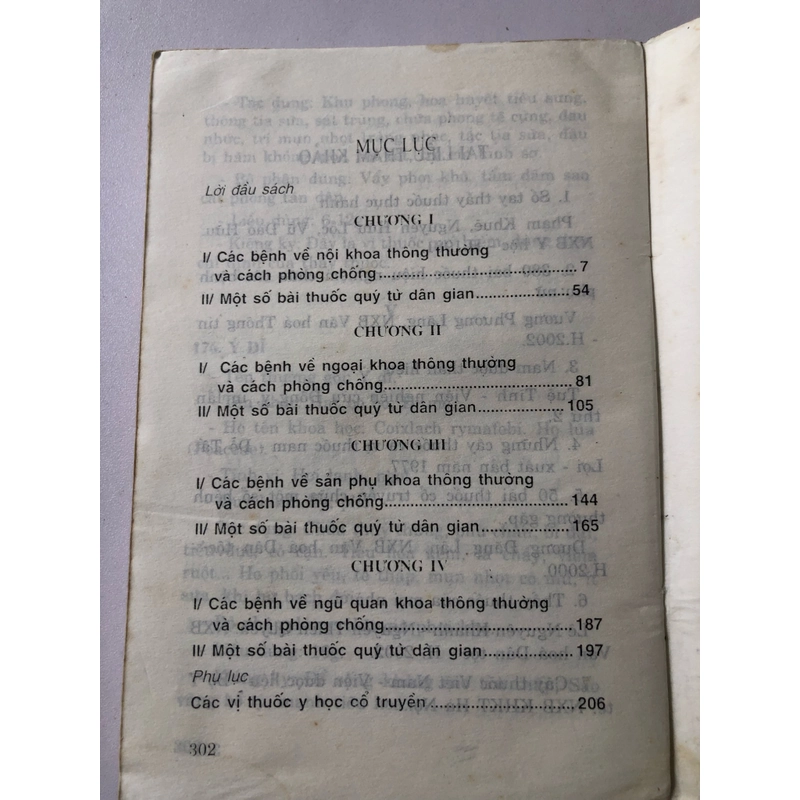 MỤC LỤC
Lời đầu sách
CHƯƠNG I
I/ Các bệnh về nội khoa thông thường
và cách phòng chống...7
II/ Một số bài thuốc quý từ dân gian...54
CHƯƠNG II
I/ Các bệnh về ngoại khoa thông thường
và cách phòng chống...81
II/ Một số bài thuốc quý từ dân gian...105
CHƯƠNG III
I/ Các bệnh về sản phụ khoa thông thường
và cách phòng chống...144
II/ Một số bài thuốc quý từ dân gian...165
CHƯƠNG IV
I/ Các bệnh về ngũ quan khoa thông thường
và cách phòng chống...187
II/ Một số bài thuốc quý từ dân gian...197
Phụ lục
Các vị thuốc y học cổ truyền...206
302